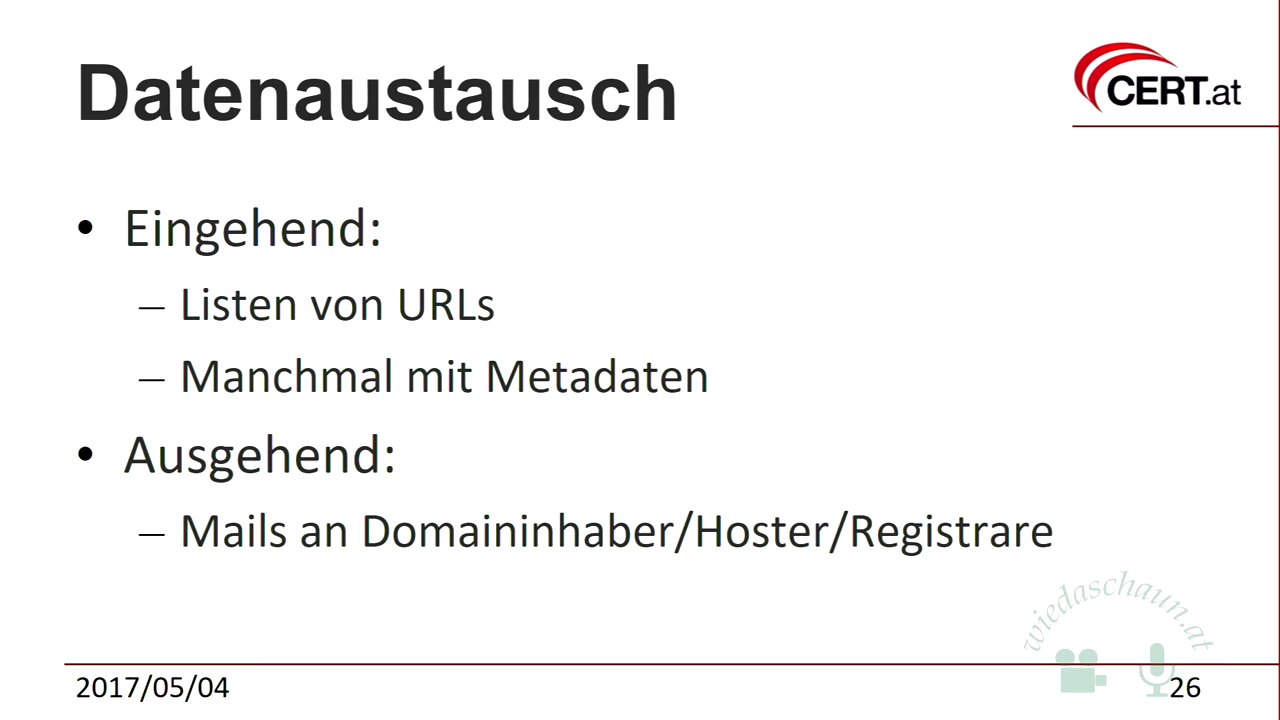 Datenaustausch
CERT.at
• Eingehend:
– Listen von URLs
– Manchmal mit Metadaten
• Ausgehend:
– Mails an Domaininhaber/Hoster/Registrare
wiedaschaun.at
2017/05/04
26